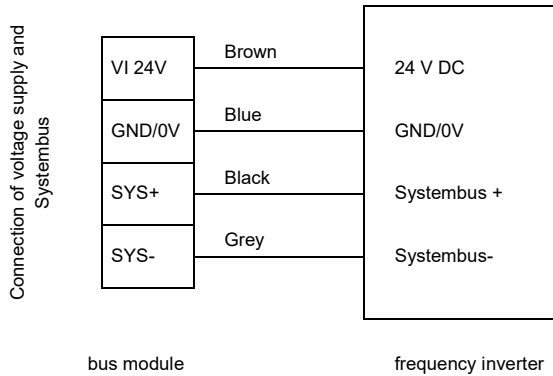 Connection of voltage supply and
Systembus
VI 24V
Brown
24 V DC
GND/0V
Blue
GND/0V
SYS+
Black
Systembus +
SYS-
Grey
Systembus-
bus module
frequency inverter